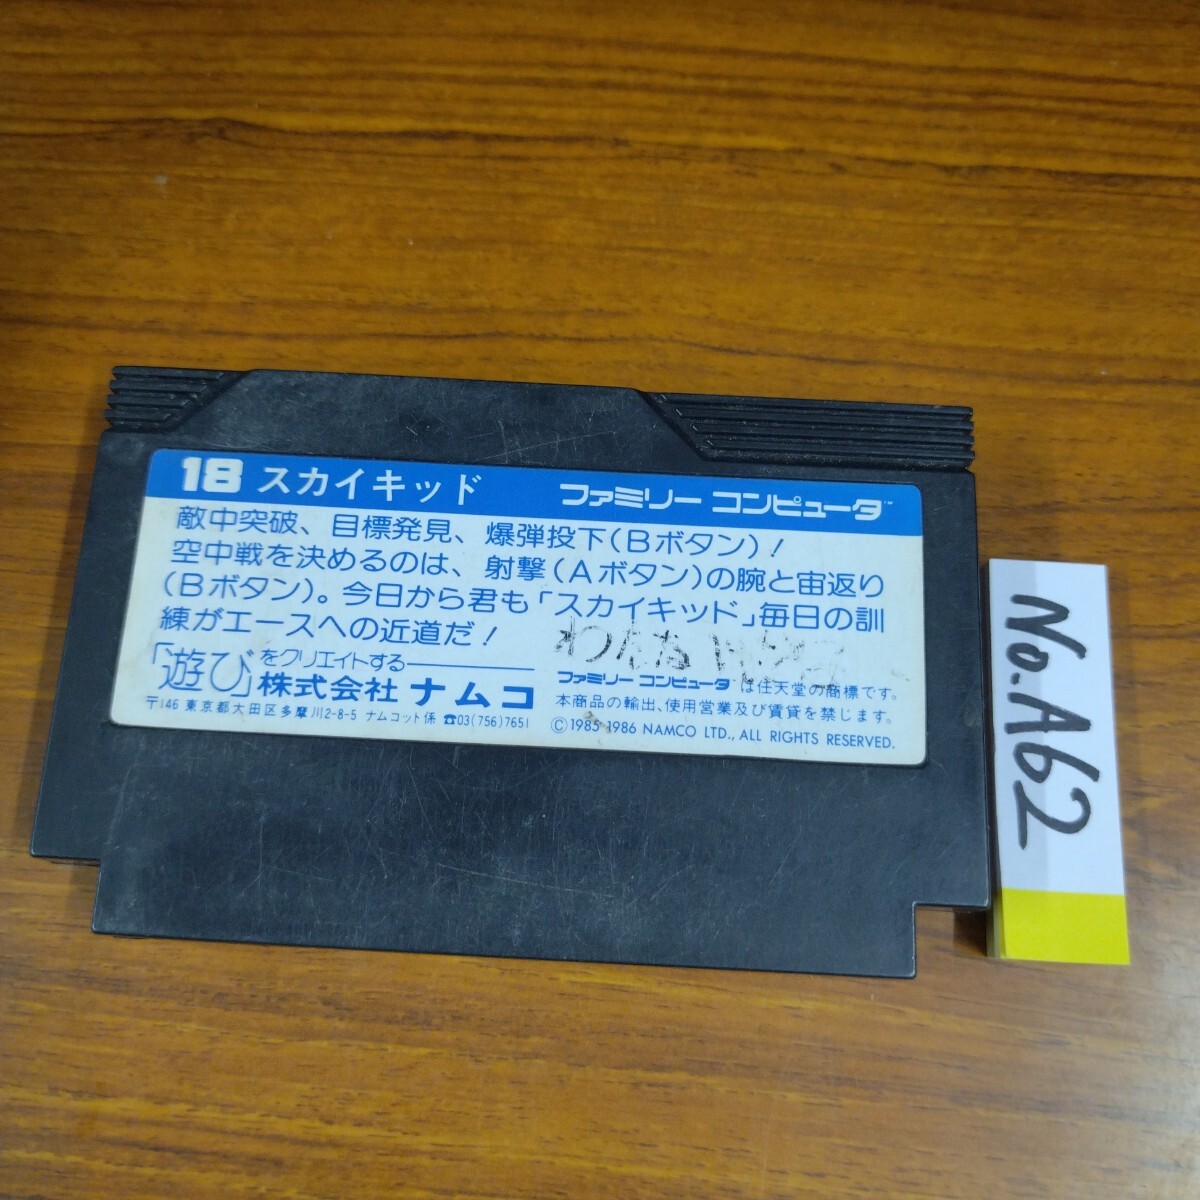 18 スカイキッド ファミリー コンピュータ™
敵中突破、目標発見、爆弾投下(Bボタン)!
空中戦を決めるのは、射撃(Aボタン)の腕と宙返り
(Bボタン)。今日から君も「スカイキッド」毎日の訓
練がエースへの近道だ!
「遊び」をクリエイトする
株式会社 ナムコ
〒146 東京都大田区多摩川2-8-5 ナムコット係 ☎03(756)7651
ファミリー コンピュータ は任天堂の商標です。
本商品の輸出、使用営業及び賃貸を禁じます。
©1985 1986 NAMCO LTD., ALL RIGHTS RESERVED.
No.A62